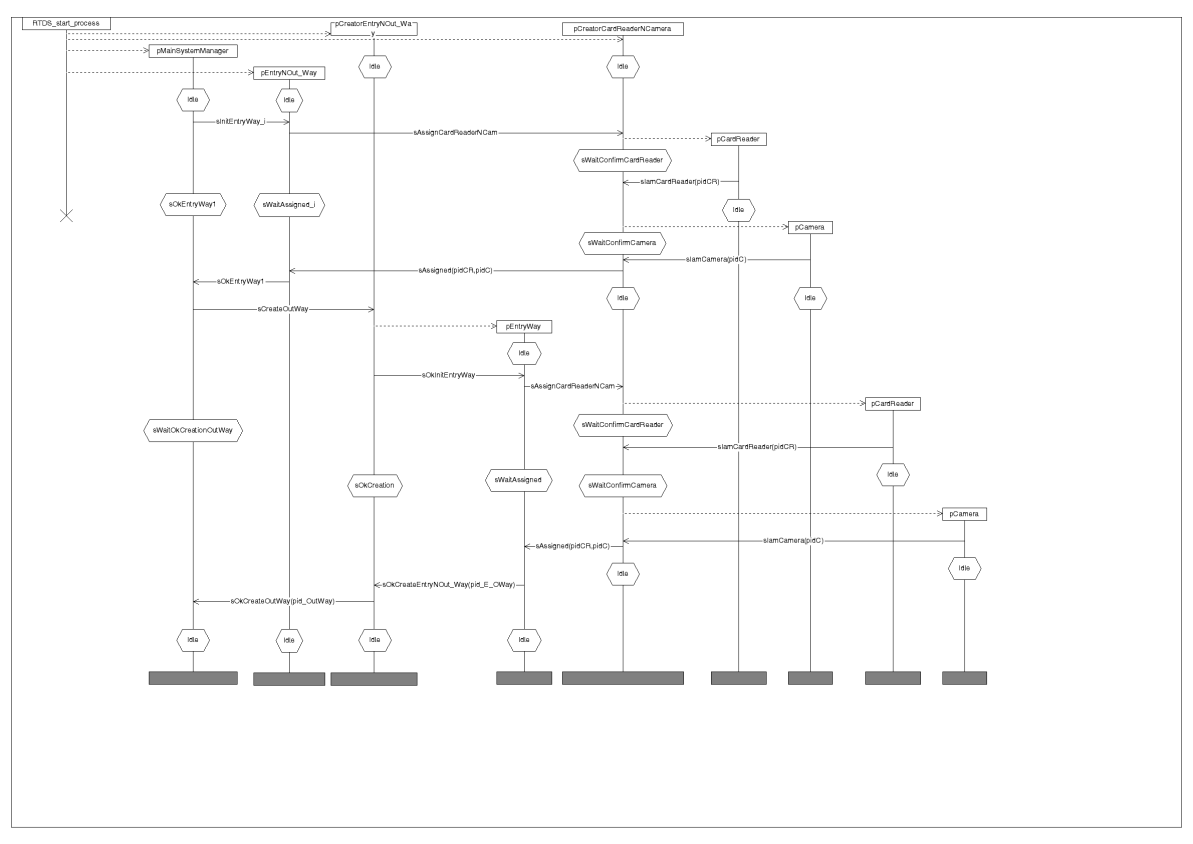 RTDS_start_process
pCreatorEntryNOut_Wa
y
pCreatorCardReaderNCamera
pMainSystemManager
Idle
Idle
pEntryNOut_Way
Idle
Idle
sInitEntryWay_i
sAssignCardReaderNCam
pCardReader
sWaitConfirmCardReader
sIamCardReader(pidCR)
sOkEntryWay1
sWaitAssigned_i
Idle
pCamera
sWaitConfirmCamera
sIamCamera(pidC)
sAssigned(pidCR,pidC)
sOkEntryWay1
Idle
Idle
sCreateOutWay
pEntryWay
Idle
sOkInitEntryWay
sAssignCardReaderNCam
pCardReader
sWaitConfirmCardReader
sWaitOkCreationOutWay
sIamCardReader(pidCR)
Idle
sWaitAssigned
sOkCreation
sWaitConfirmCamera
pCamera
sIamCamera(pidC)
sAssigned(pidCR,pidC)
Idle
Idle
sOkCreateEntryNOut_Way(pid_E_OWay)
sOkCreateOutWay(pid_OutWay)
Idle
Idle
Idle
Idle